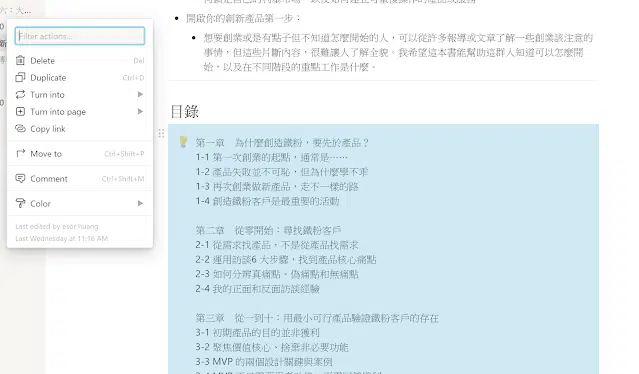 六：大...
Filter actions...
Delete Del
Duplicate Ctrl+D
Turn into
Turn into page
Copy link
Move to Ctrl+Shift+P
Comment Ctrl+Shift+M
Color
Last edited by esor huang
Last Wednesday at 11:16 AM
開啟你的創新產品第一步：
想要創業或是有點子但不知道怎麼開始的人，可以從許多報導或文章了解一些創業該注意的
事情，但這些片斷內容，很難讓人了解全貌。我希望這本書能幫助這群人知道可以怎麼開
始，以及在不同階段的重點工作是什麼。
目錄
第一章 為什麼創造鐵粉，要先於產品？
1-1 第一次創業的起點，通常是……
1-2 產品失敗並不可恥，但為什麼學不乖
1-3 再次創業做新產品，走不一樣的路
1-4 創造鐵粉客戶是最重要的活動
第二章 從零開始：尋找鐵粉客戶
2-1 從需求找產品，不是從產品找需求
2-2 運用訪談6 大步驟，找到產品核心痛點
2-3 如何分辨真痛點、偽痛點和無痛點
2-4 我的正面和反面訪談經驗
第三章 從一到十：用最小可行產品驗證鐵粉客戶的存在
3-1 初期產品的目的並非獲利
3-2 聚焦價值核心，捨棄非必要功能
3-3 MVP 的兩個設計關鍵與案例